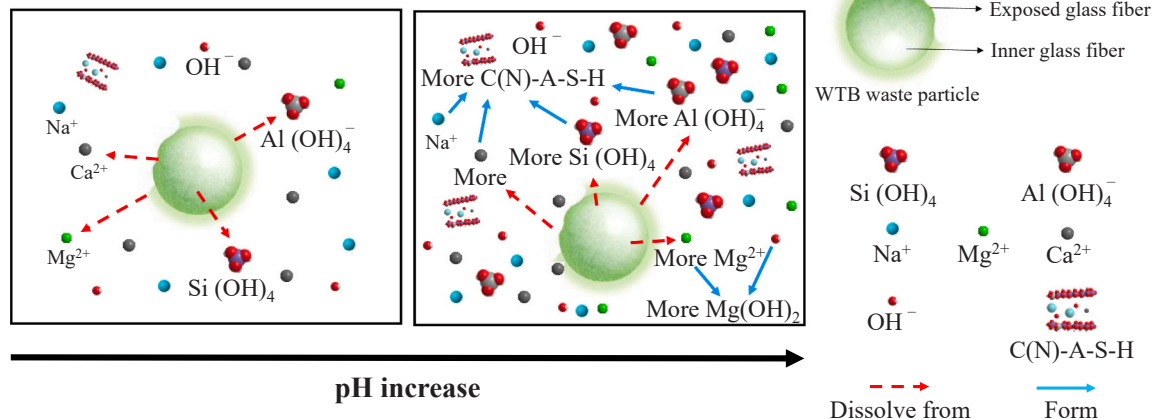 OH⁻
Na⁺
Al (OH)₄⁻
Ca²⁺
Mg²⁺
Si (OH)₄
OH⁻
More C(N)-A-S-H
Na⁺
More Al (OH)₄⁻
More Si (OH)₄
More
More Mg²⁺
More Mg(OH)₂
pH increase
Exposed glass fiber
Inner glass fiber
WTB waste particle
Si (OH)₄
Al (OH)₄⁻
Na⁺
Mg²⁺
Ca²⁺
OH⁻
C(N)-A-S-H
Dissolve from
Form